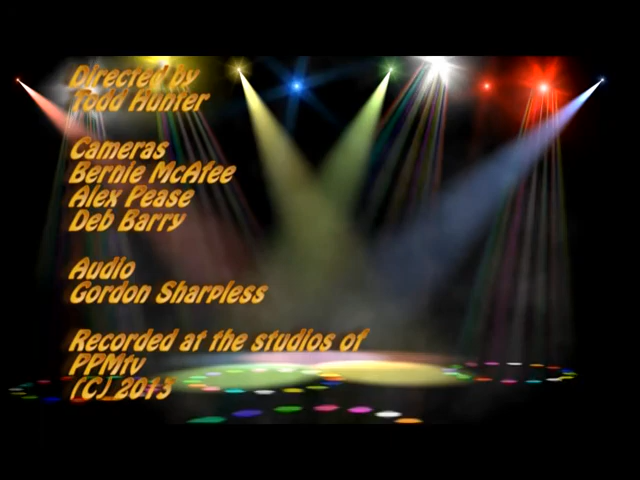 Directed by
Todd Hunter
Cameras
Bernie McAfee
Alex Pease
Deb Barry
Audio
Gordon Sharpless
Recorded at the studios of
PPMtv
(C) 2013